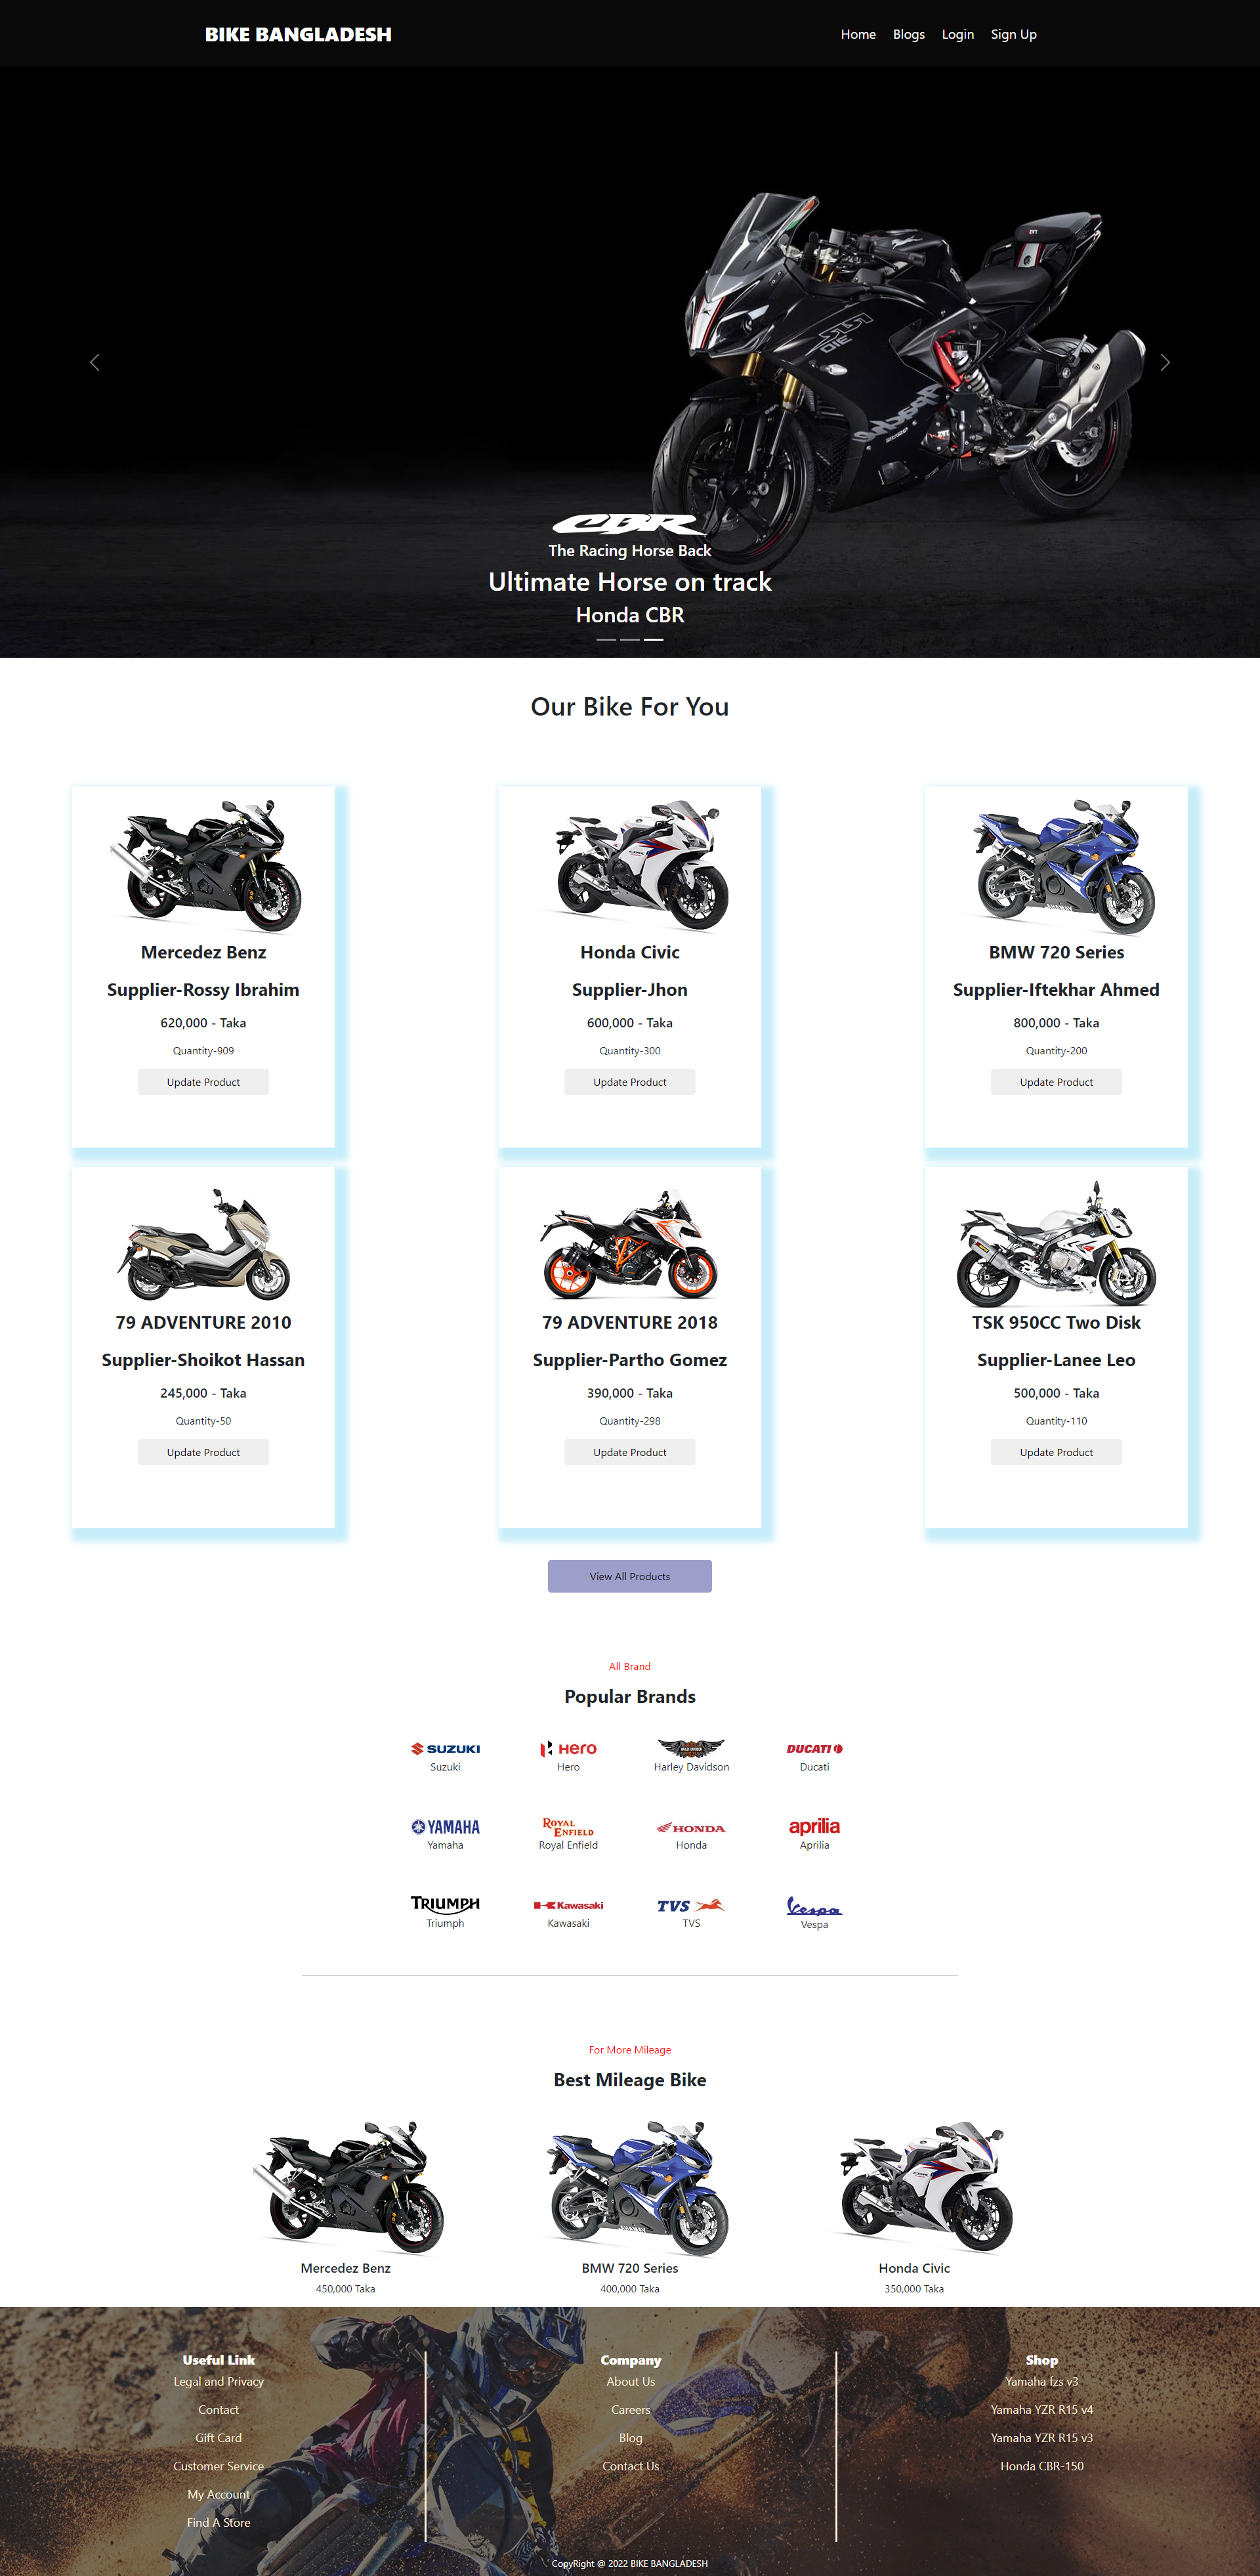 BIKE BANGLADESH
Home Blogs Login Sign Up
CBR
The Racing Horse Back
Ultimate Horse on track
Honda CBR
Our Bike For You
Mercedez Benz
Supplier-Rossy Ibrahim
620,000 - Taka
Quantity-909
Update Product
Honda Civic
Supplier-Jhon
600,000 - Taka
Quantity-300
Update Product
BMW 720 Series
Supplier-Iftekhar Ahmed
800,000 - Taka
Quantity-200
Update Product
79 ADVENTURE 2010
Supplier-Shoikot Hassan
245,000 - Taka
Quantity-50
Update Product
79 ADVENTURE 2018
Supplier-Partho Gomez
390,000 - Taka
Quantity-298
Update Product
TSK 950CC Two Disk
Supplier-Lanee Leo
500,000 - Taka
Quantity-110
Update Product
View All Products
All Brand
Popular Brands
SUZUKI
Suzuki
Hero
Hero
Harley Davidson
DUCATI
Ducati
YAMAHA
Yamaha
ROYAL
ENFIELD
Royal Enfield
HONDA
Honda
aprilia
Aprilia
TRIUMPH
Triumph
Kawasaki
Kawasaki
TVS
TVS
Vespa
Vespa
For More Mileage
Best Mileage Bike
Mercedez Benz
450,000 Taka
BMW 720 Series
400,000 Taka
Honda Civic
350,000 Taka
Useful Link
Legal and Privacy
Contact
Gift Card
Customer Service
My Account
Find A Store
Company
About Us
Careers
Blog
Contact Us
Shop
Yamaha fzs v3
Yamaha YZR R15 v4
Yamaha YZR R15 v3
Honda CBR-150
CopyRight @ 2022 BIKE BANGLADESH